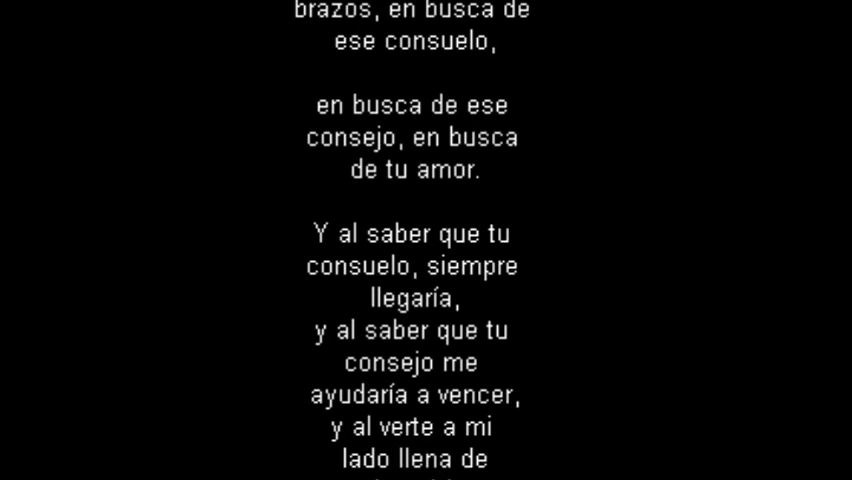 brazos, en busca de
ese consuelo,
en busca de ese
consejo, en busca
de tu amor.
Y al saber que tu
consuelo, siempre
llegaría,
y al saber que tu
consejo me
ayudaría a vencer,
y al verte a mi
lado llena de